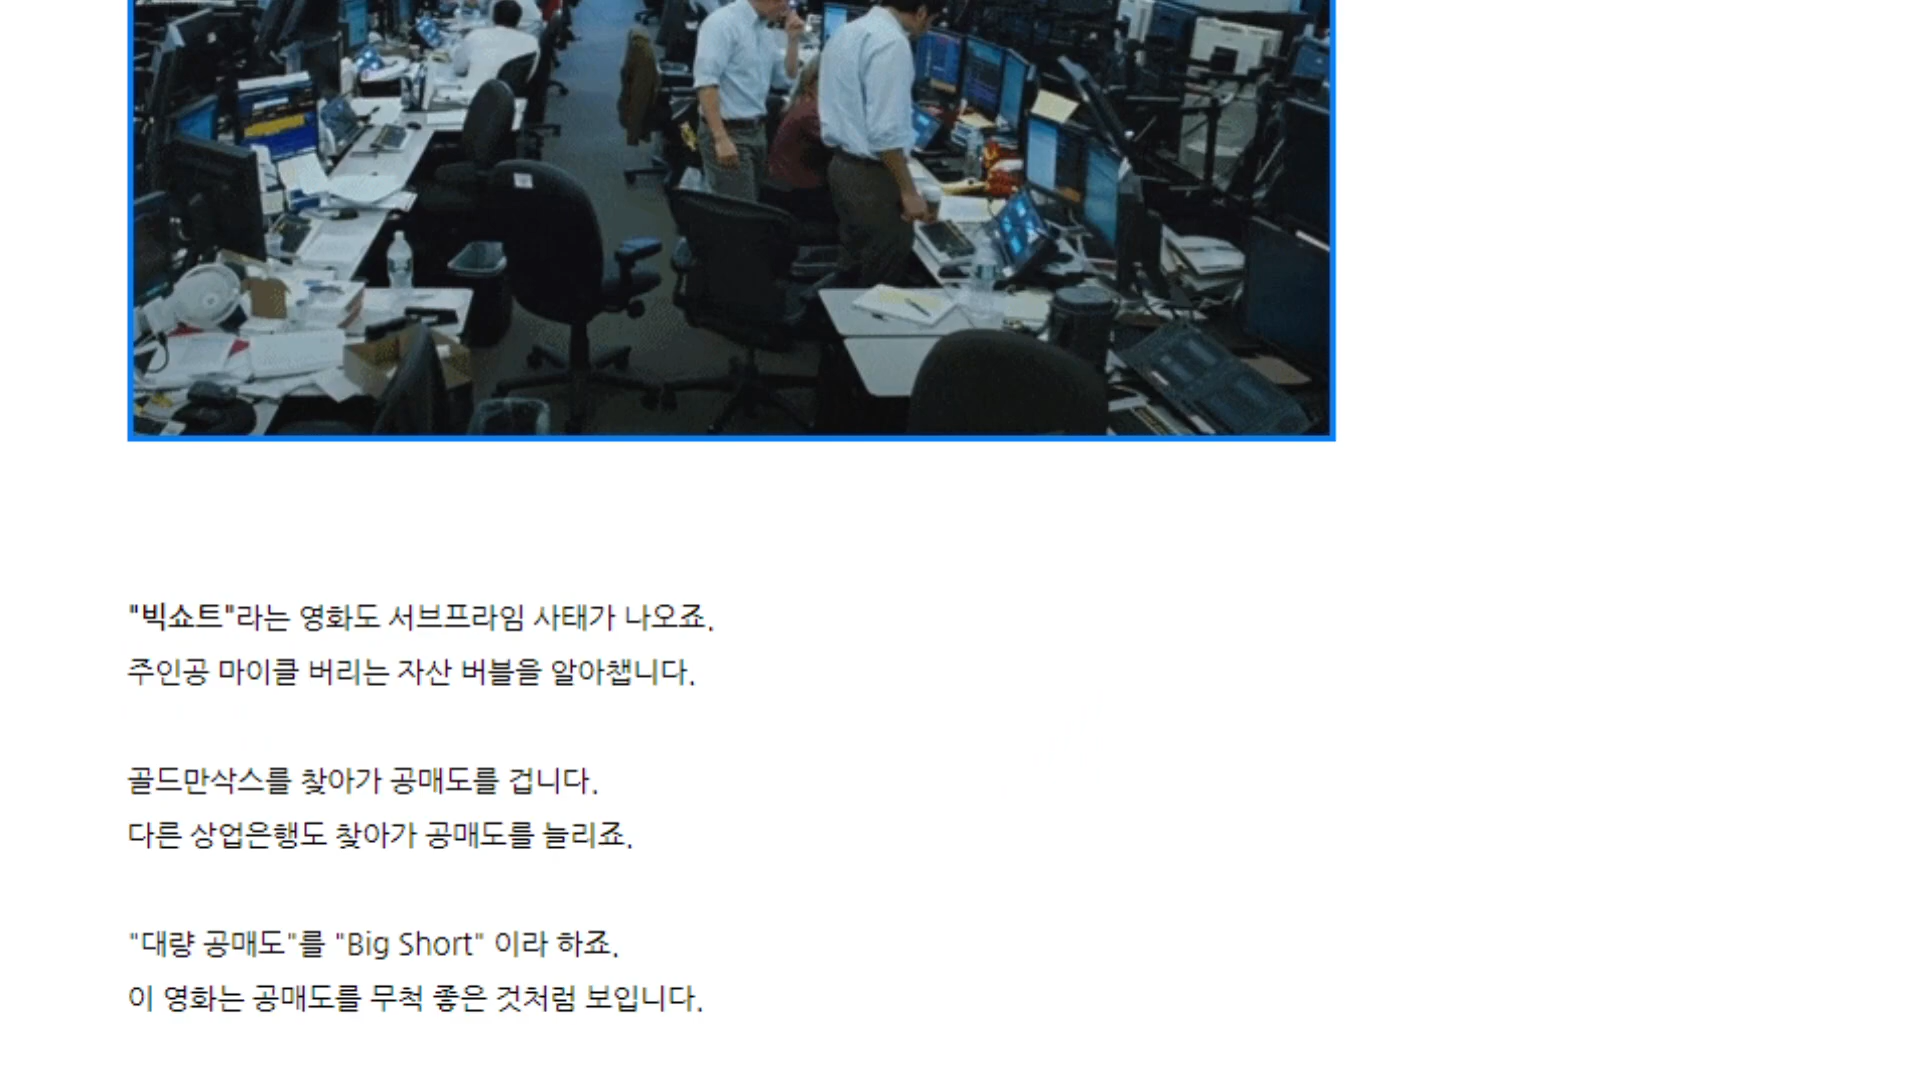 "빅쇼트"라는 영화도 서브프라임 사태가 나오죠.
주인공 마이클 버리는 자산 버블을 알아챕니다.
골드만삭스를 찾아가 공매도를 겁니다.
다른 상업은행도 찾아가 공매도를 늘리죠.
"대량 공매도"를 "Big Short" 이라 하죠.
이 영화는 공매도를 무척 좋은 것처럼 보입니다.